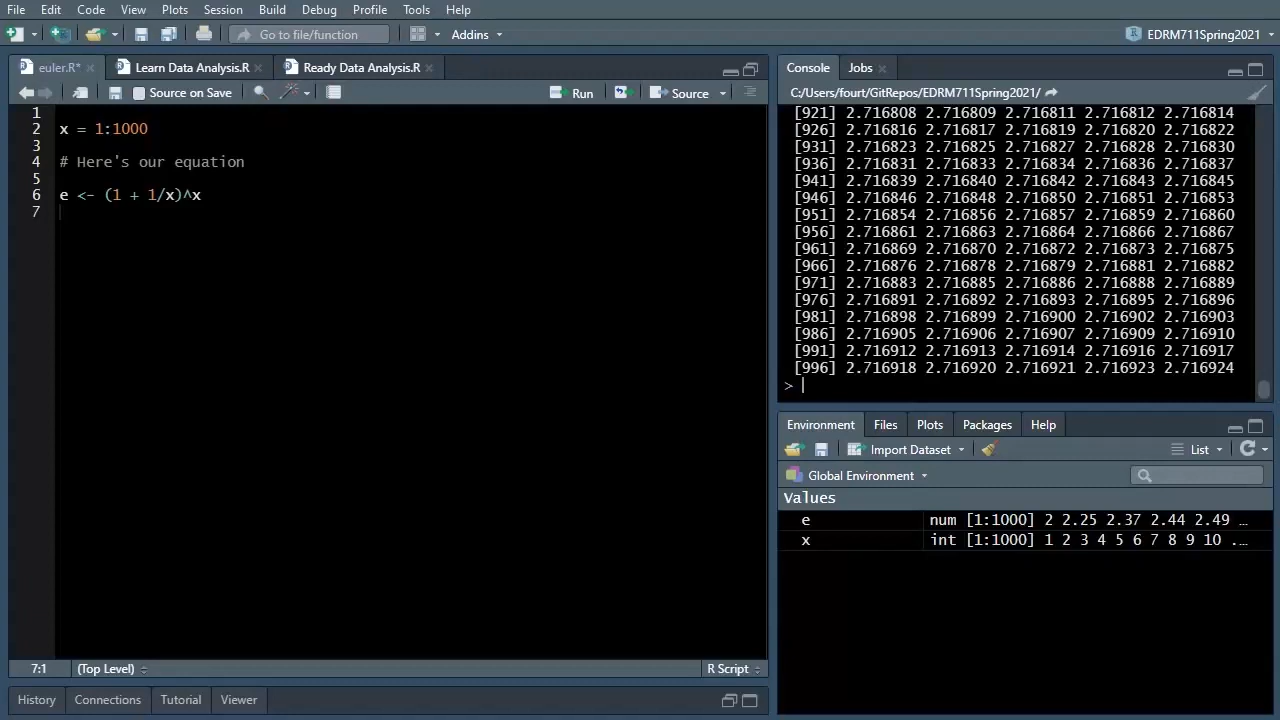 File Edit Code View Plots Session Build Debug Profile Tools Help
Go to file/function Addins EDRM711Spring2021
euler.R* Learn Data Analysis.R Ready Data Analysis.R
Source on Save Run Source
1
2 x = 1:1000
3
4 # Here's our equation
5
6 e <- (1 + 1/x)^x
7
7:1 (Top Level) R Script
History Connections Tutorial Viewer
Console Jobs
C:/Users/fourt/GitRepos/EDRM711Spring2021/
[921] 2.716808 2.716809 2.716811 2.716812 2.716814
[926] 2.716816 2.716817 2.716819 2.716820 2.716822
[931] 2.716823 2.716825 2.716827 2.716828 2.716830
[936] 2.716831 2.716833 2.716834 2.716836 2.716837
[941] 2.716839 2.716840 2.716842 2.716843 2.716845
[946] 2.716846 2.716848 2.716850 2.716851 2.716853
[951] 2.716854 2.716856 2.716857 2.716859 2.716860
[956] 2.716861 2.716863 2.716864 2.716866 2.716867
[961] 2.716869 2.716870 2.716872 2.716873 2.716875
[966] 2.716876 2.716878 2.716879 2.716881 2.716882
[971] 2.716883 2.716885 2.716886 2.716888 2.716889
[976] 2.716891 2.716892 2.716893 2.716895 2.716896
[981] 2.716898 2.716899 2.716900 2.716902 2.716903
[986] 2.716905 2.716906 2.716907 2.716909 2.716910
[991] 2.716912 2.716913 2.716914 2.716916 2.716917
[996] 2.716918 2.716920 2.716921 2.716923 2.716924
>
Environment Files Plots Packages Help
Import Dataset List
Global Environment
Values
e num [1:1000] 2 2.25 2.37 2.44 2.49 …
x int [1:1000] 1 2 3 4 5 6 7 8 9 10 .…